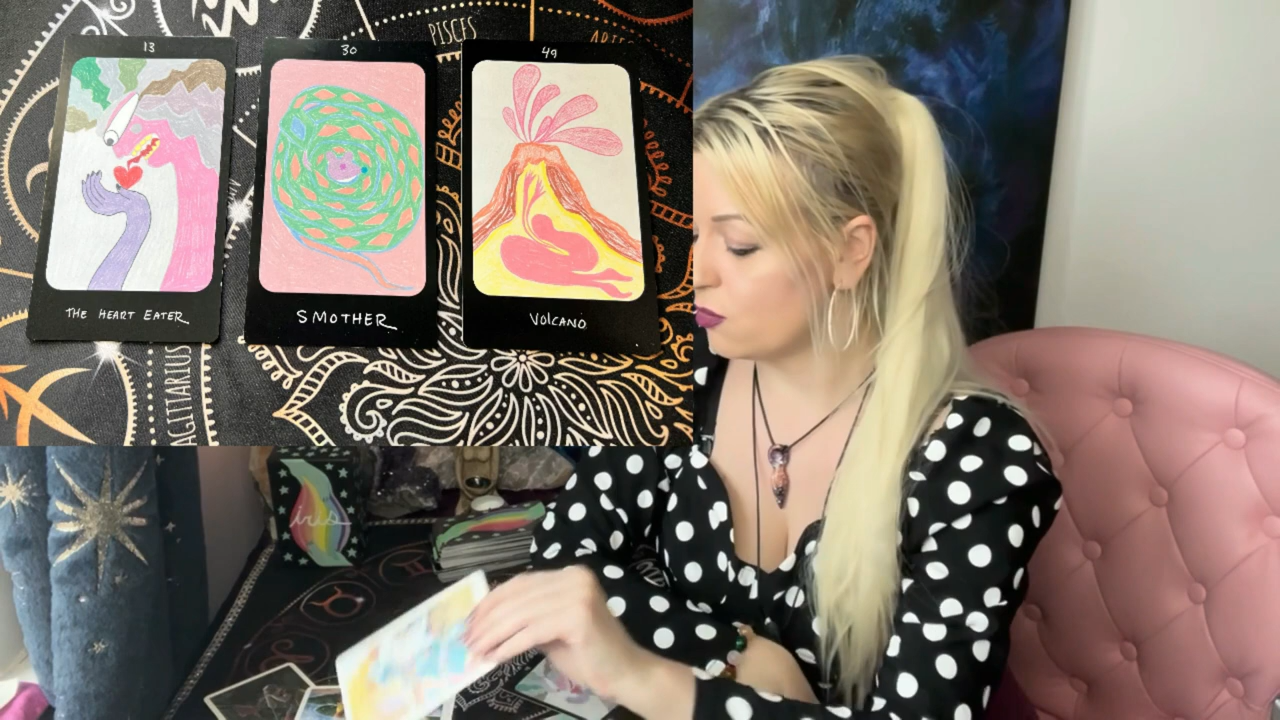 PISCES
13
30
49
THE HEART EATER
SMOTHER
VOLCANO
SAGITTARIUS
iris